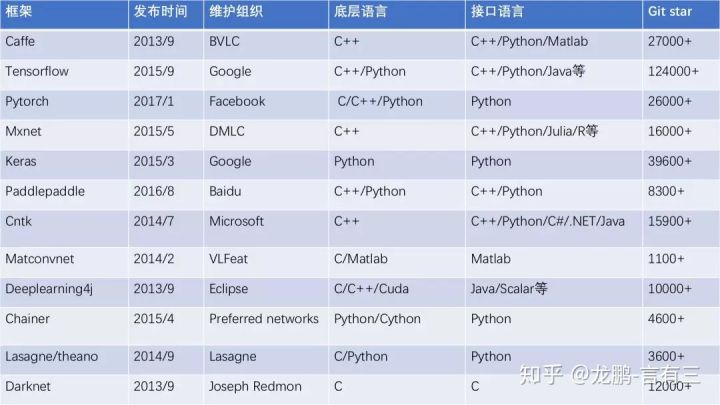 框架 发布时间 维护组织 底层语言 接口语言 Git star
Caffe 2013/9 BVLC C++ C++/Python/Matlab 27000+
Tensorflow 2015/9 Google C++/Python C++/Python/Java等 124000+
Pytorch 2017/1 Facebook C/C++/Python Python 26000+
Mxnet 2015/5 DMLC C++ C++/Python/Julia/R等 16000+
Keras 2015/3 Google Python Python 39600+
Paddlepaddle 2016/8 Baidu C++/Python C++/Python 8300+
Cntk 2014/7 Microsoft C++ C++/Python/C#/.NET/Java 15900+
Matconvnet 2014/2 VLFeat C/Matlab Matlab 1100+
Deeplearning4j 2013/9 Eclipse C/C++/Cuda Java/Scalar等 10000+
Chainer 2015/4 Preferred networks Python/Cython Python 4600+
Lasagne/theano 2014/9 Lasagne C/Python Python 3600+
Darknet 2013/9 Joseph Redmon C C 12000+
知乎 @龙鹏-言有三